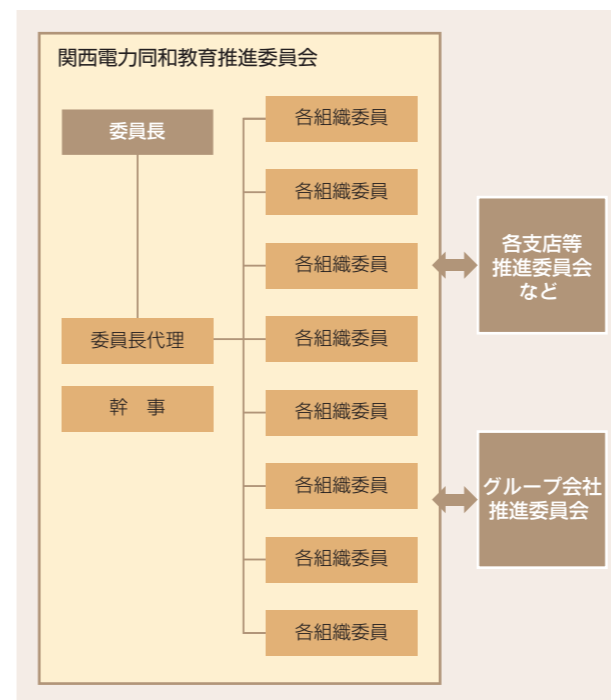 関西電力同和教育推進委員会
委員長
委員長代理
幹　事
各組織委員
各組織委員
各組織委員
各組織委員
各組織委員
各組織委員
各組織委員
各組織委員
各支店等
推進委員会
など
グループ会社
推進委員会